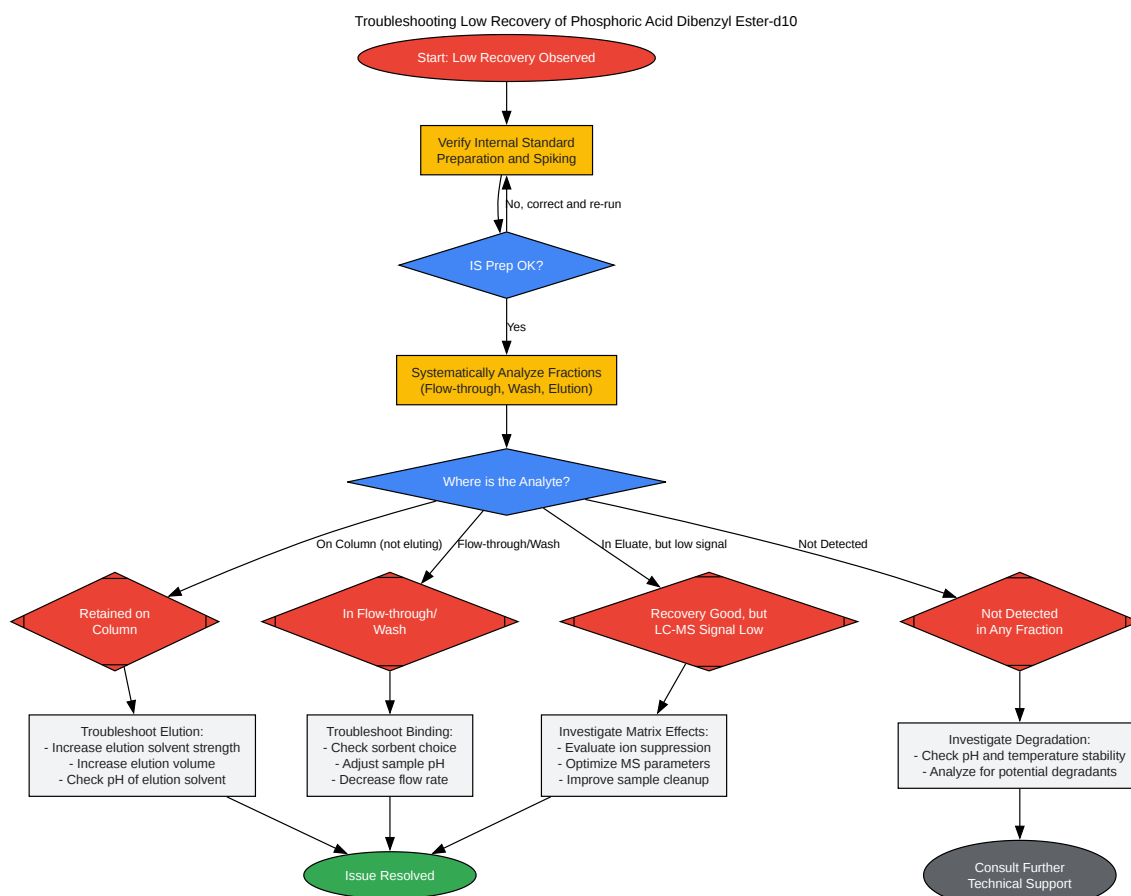 Troubleshooting Low Recovery of Phosphoric Acid Dibenzyl Ester-d10
Start: Low Recovery Observed
Verify Internal Standard
Preparation and Spiking
No, correct and re-run
IS Prep OK?
Yes
Systematically Analyze Fractions
(Flow-through, Wash, Elution)
Where is the Analyte?
On Column (not eluting)
Flow-through/Wash
In Eluate, but low signal
Not Detected
Retained on
Column
In Flow-through/
Wash
Recovery Good, but
LC-MS Signal Low
Not Detected
in Any Fraction
Troubleshoot Elution:
- Increase elution solvent strength
- Increase elution volume
- Check pH of elution solvent
Troubleshoot Binding:
- Check sorbent choice
- Adjust sample pH
- Decrease flow rate
Investigate Matrix Effects:
- Evaluate ion suppression
- Optimize MS parameters
- Improve sample cleanup
Investigate Degradation:
- Check pH and temperature stability
- Analyze for potential degradants
Issue Resolved
Consult Further
Technical Support